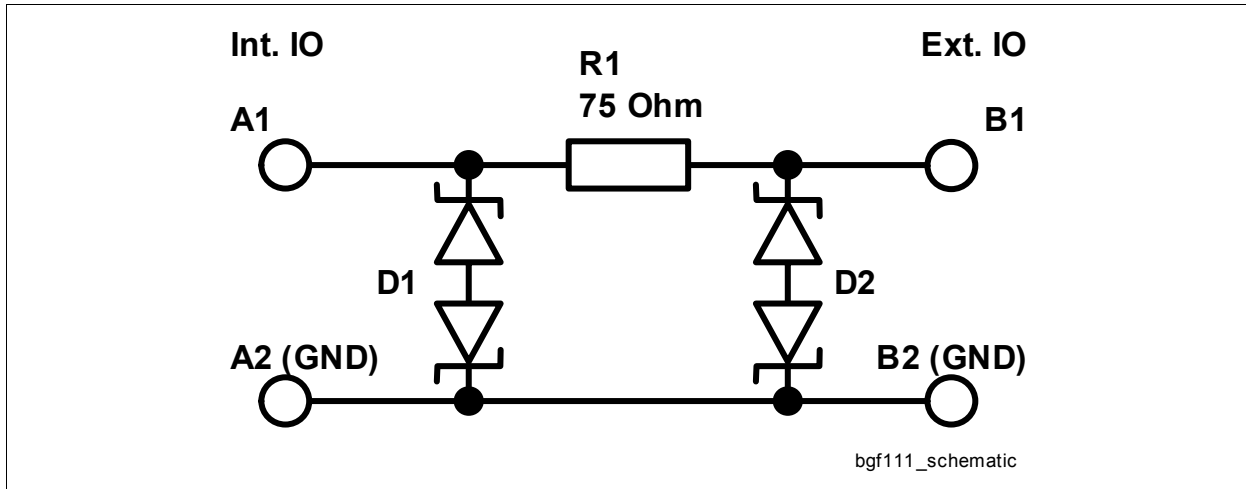 Int. IO
Ext. IO
R1
75 Ohm
A1
B1
D1
D2
A2 (GND)
B2 (GND)
bgf111_schematic